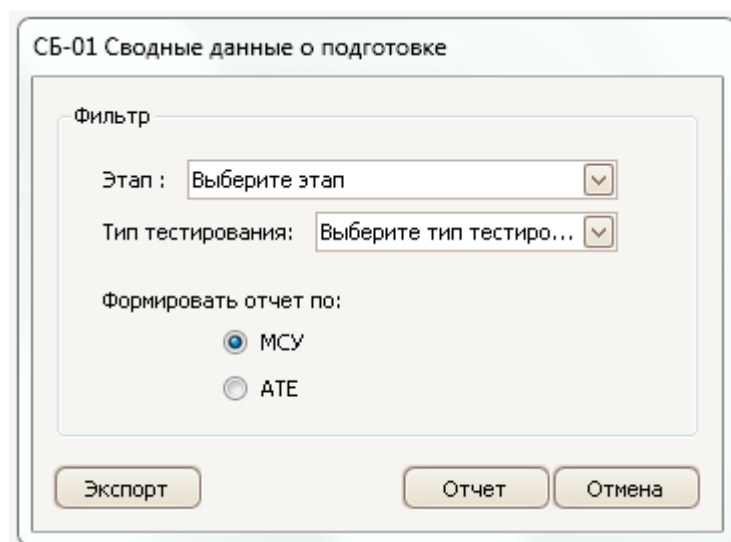 СБ-01 Сводные данные о подготовке
Фильтр
Этап : Выберите этап
Тип тестирования: Выберите тип тестиро...
Формировать отчет по:
МСУ
АТЕ
Экспорт Отчет Отмена